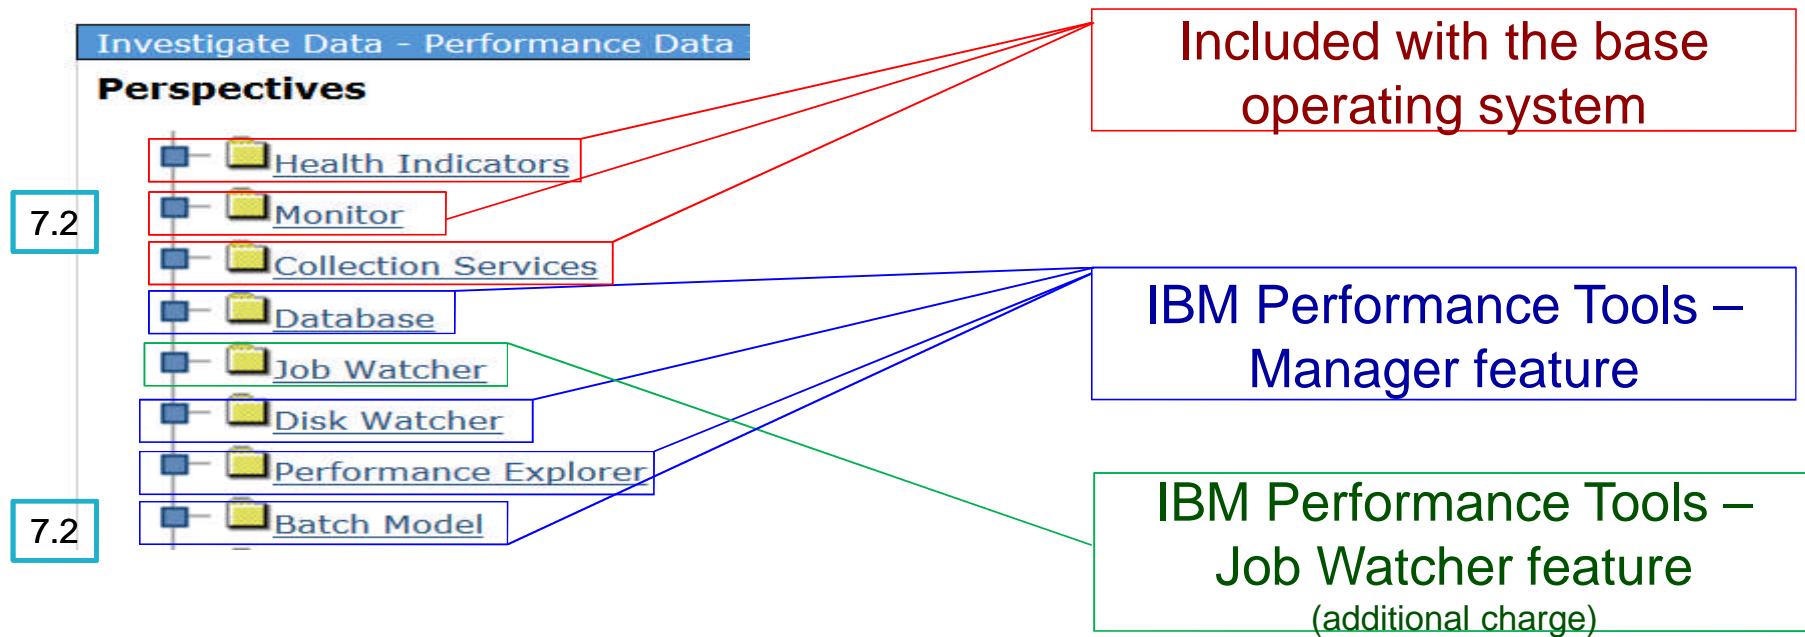 Investigate Data - Performance Data
Perspectives
Health Indicators
7.2
Monitor
Collection Services
Database
Job Watcher
Disk Watcher
Performance Explorer
7.2
Batch Model
Included with the base
operating system
IBM Performance Tools –
Manager feature
IBM Performance Tools –
Job Watcher feature
(additional charge)